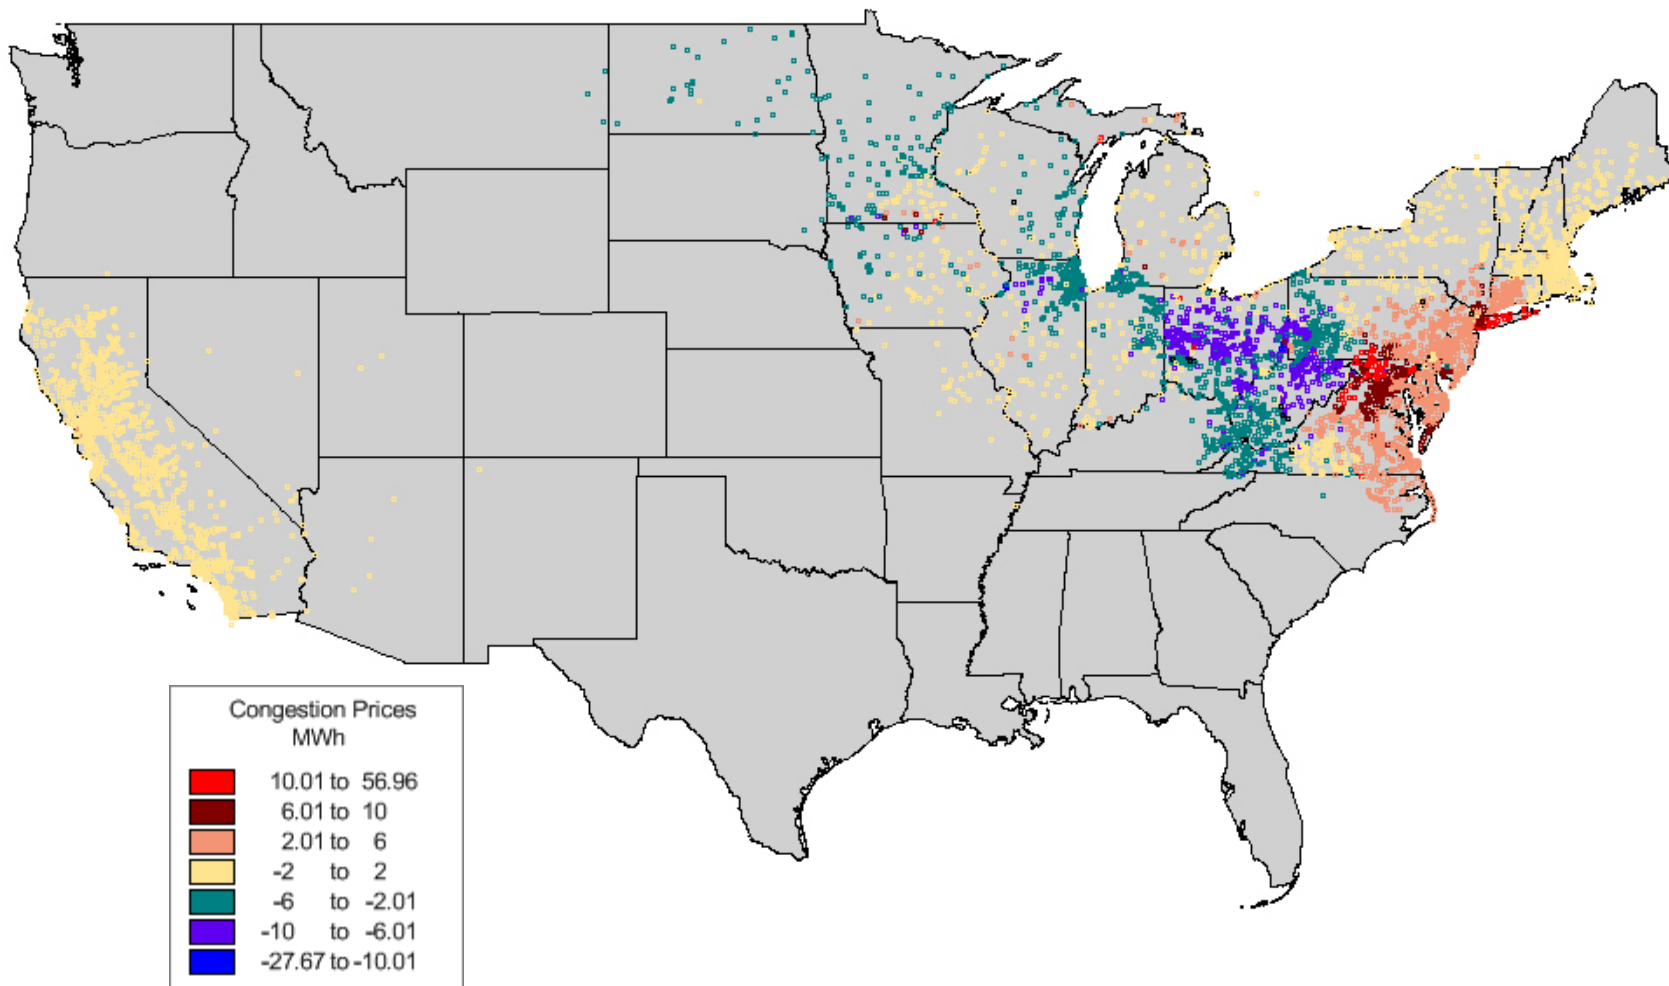 Congestion Prices
MWh
10.01 to 56.96
6.01 to 10
2.01 to 6
-2 to 2
-6 to -2.01
-10 to -6.01
-27.67 to -10.01